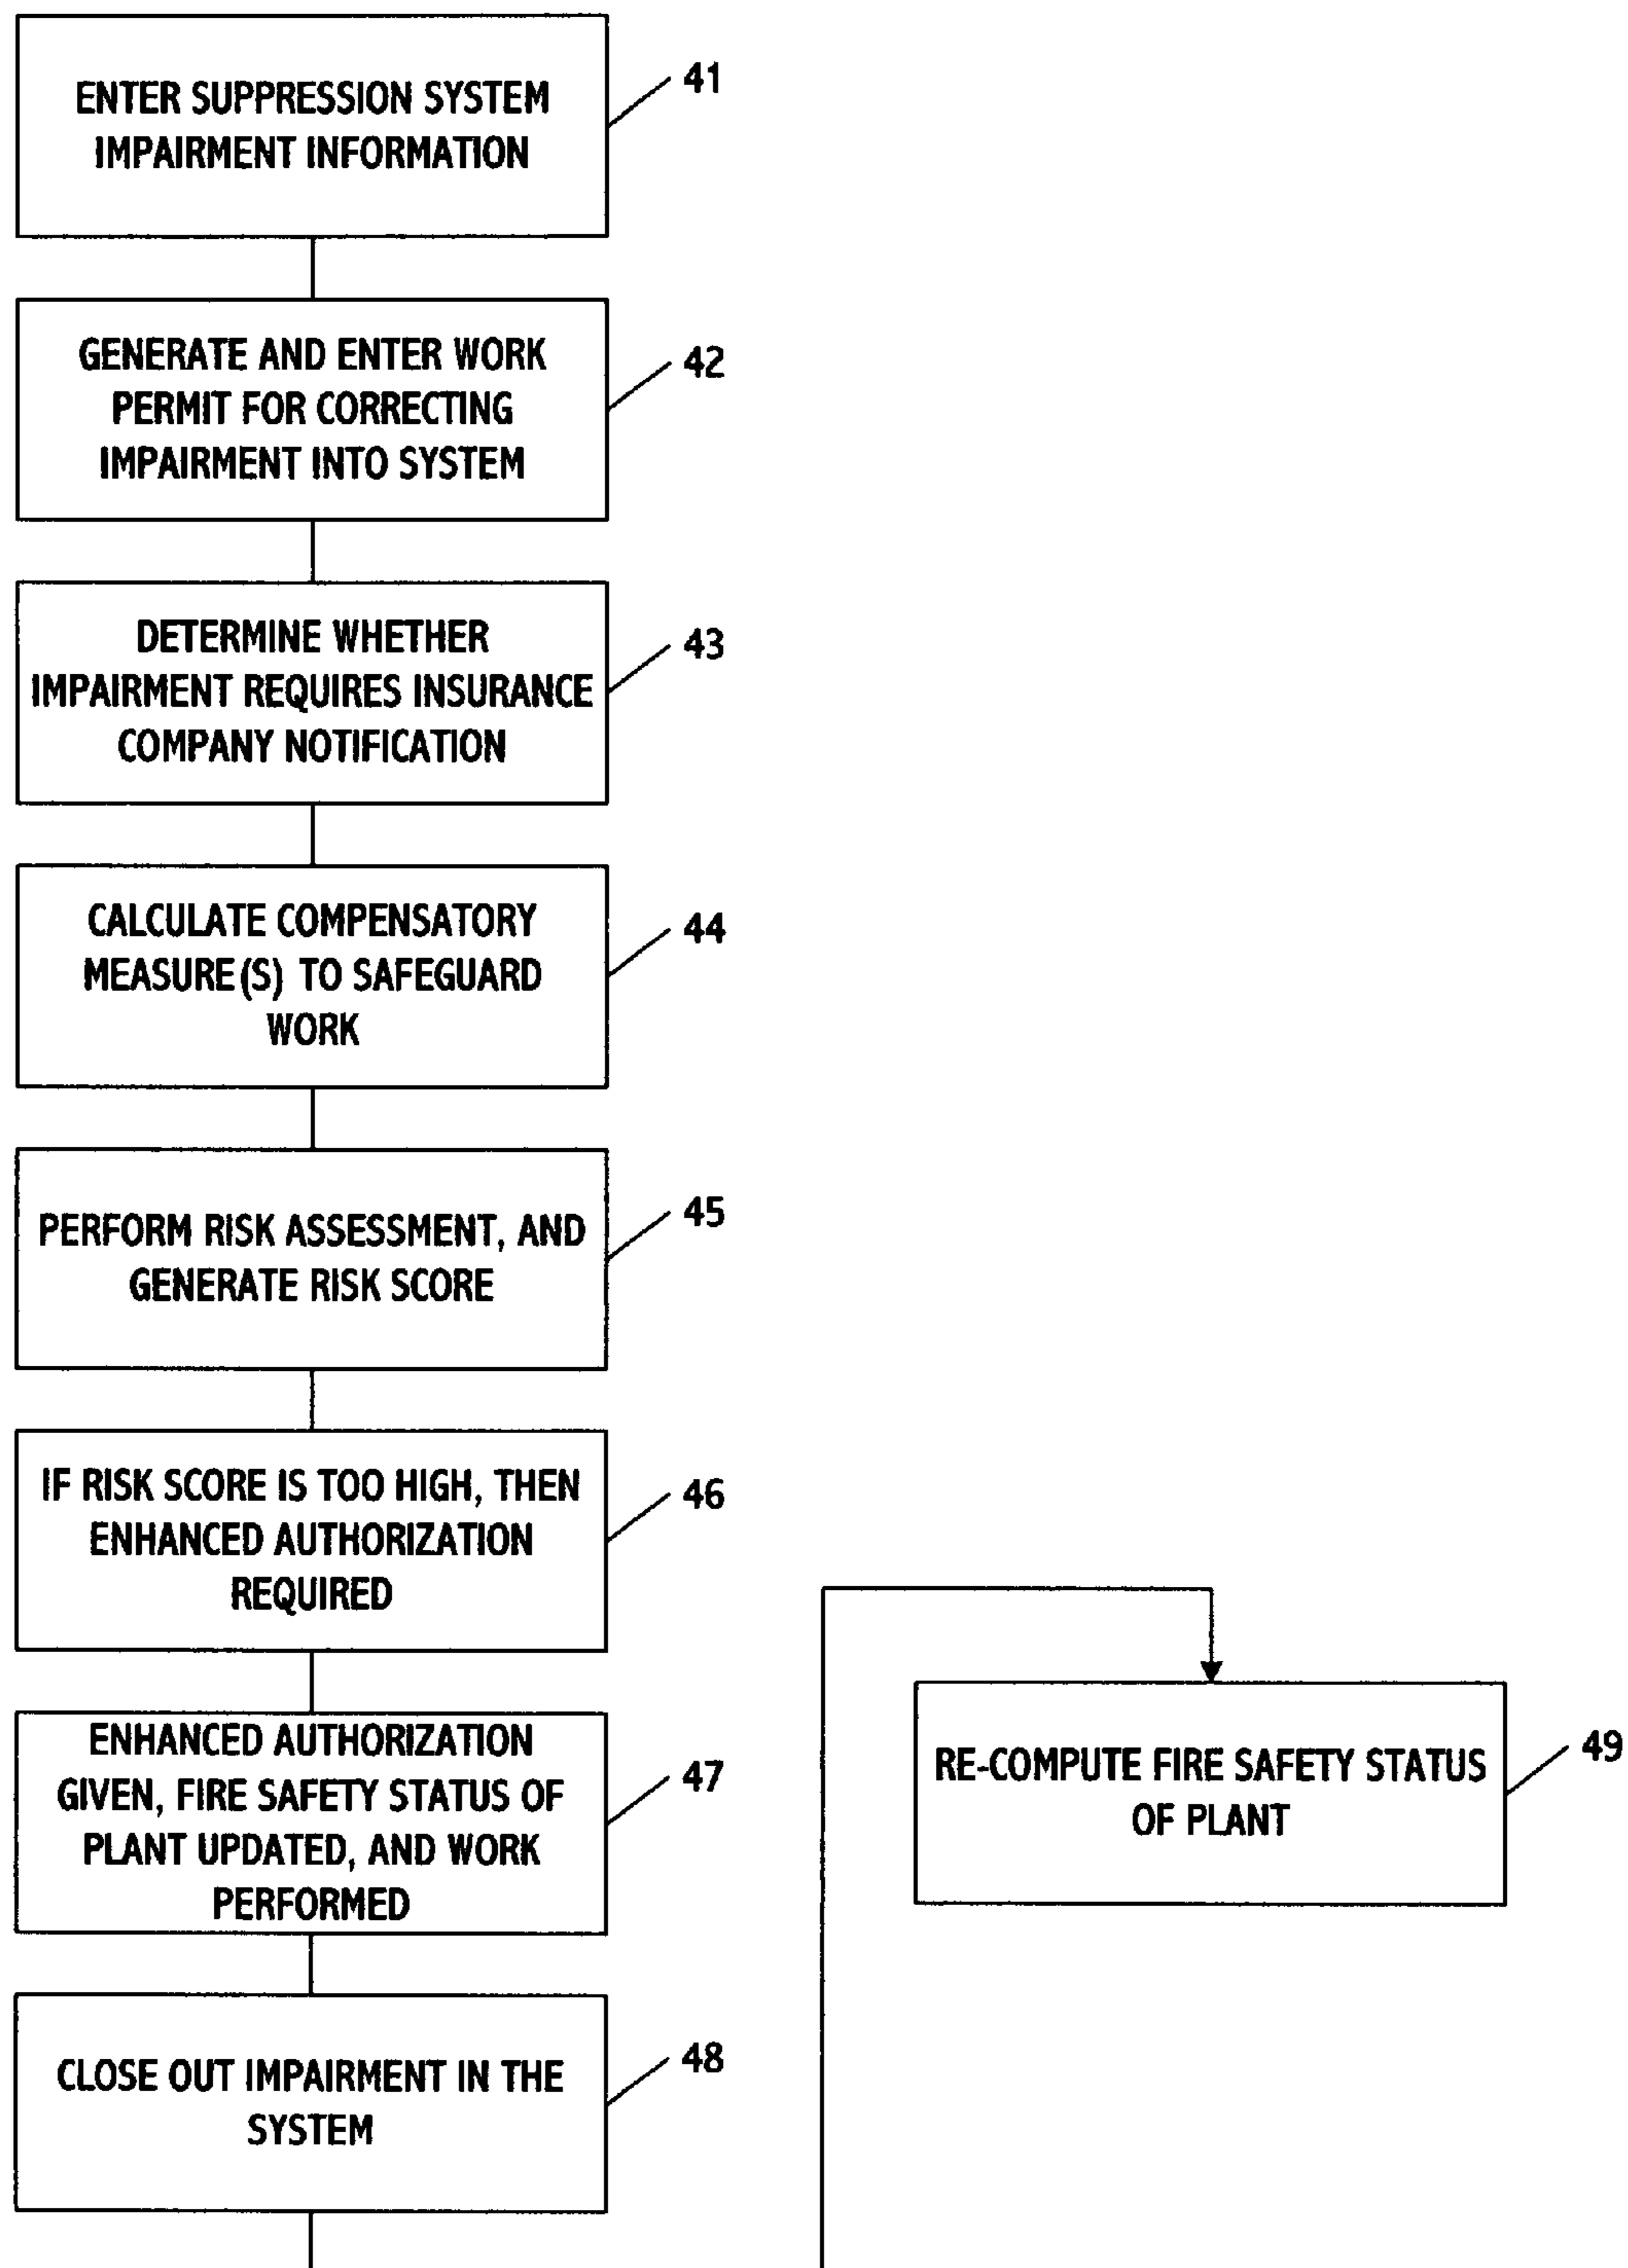 ENTER SUPPRESSION SYSTEM
IMPAIRMENT INFORMATION
41
GENERATE AND ENTER WORK
PERMIT FOR CORRECTING
IMPAIRMENT INTO SYSTEM
42
DETERMINE WHETHER
IMPAIRMENT REQUIRES INSURANCE
COMPANY NOTIFICATION
43
CALCULATE COMPENSATORY
MEASURE(S) TO SAFEGUARD
WORK
44
PERFORM RISK ASSESSMENT, AND
GENERATE RISK SCORE
45
IF RISK SCORE IS TOO HIGH, THEN
ENHANCED AUTHORIZATION
REQUIRED
46
ENHANCED AUTHORIZATION
GIVEN, FIRE SAFETY STATUS OF
PLANT UPDATED, AND WORK
PERFORMED
47
CLOSE OUT IMPAIRMENT IN THE
SYSTEM
48
RE-COMPUTE FIRE SAFETY STATUS
OF PLANT
49